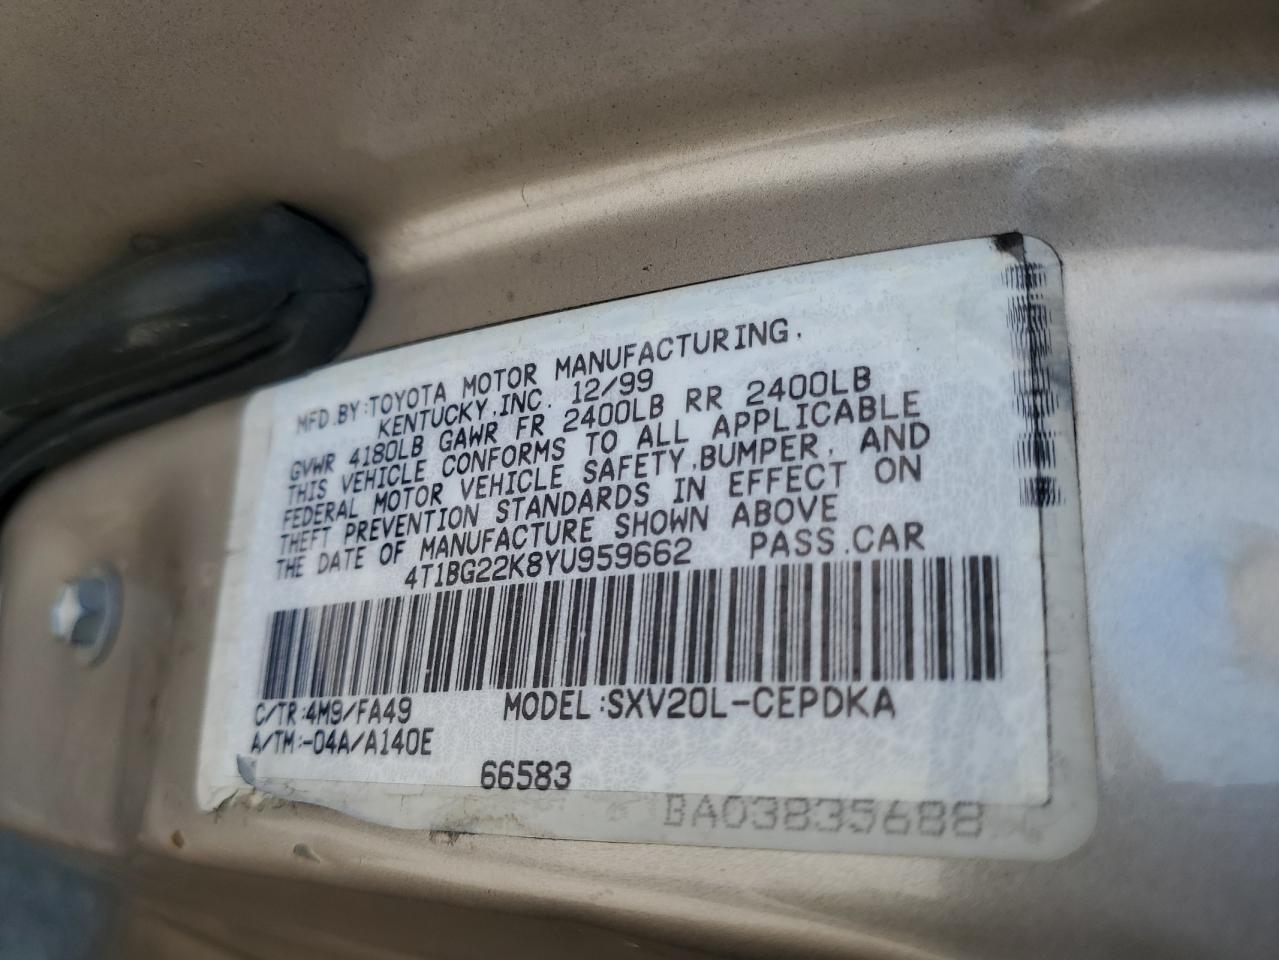 MFD.BY:TOYOTA MOTOR MANUFACTURING.
KENTUCKY,INC. 12/99
GVWR 4180LB GAWR FR 2400LB RR 2400LB
THIS VEHICLE CONFORMS TO ALL APPLICABLE
FEDERAL MOTOR VEHICLE SAFETY,BUMPER, AND
THEFT PREVENTION STANDARDS IN EFFECT ON
THE DATE OF MANUFACTURE SHOWN ABOVE
4T1BG22K8YU959662 PASS.CAR
C/TR:4M9/FA49 MODEL:SXV20L-CEPDKA
A/TM:-04A/A140E
66583
BA03835688